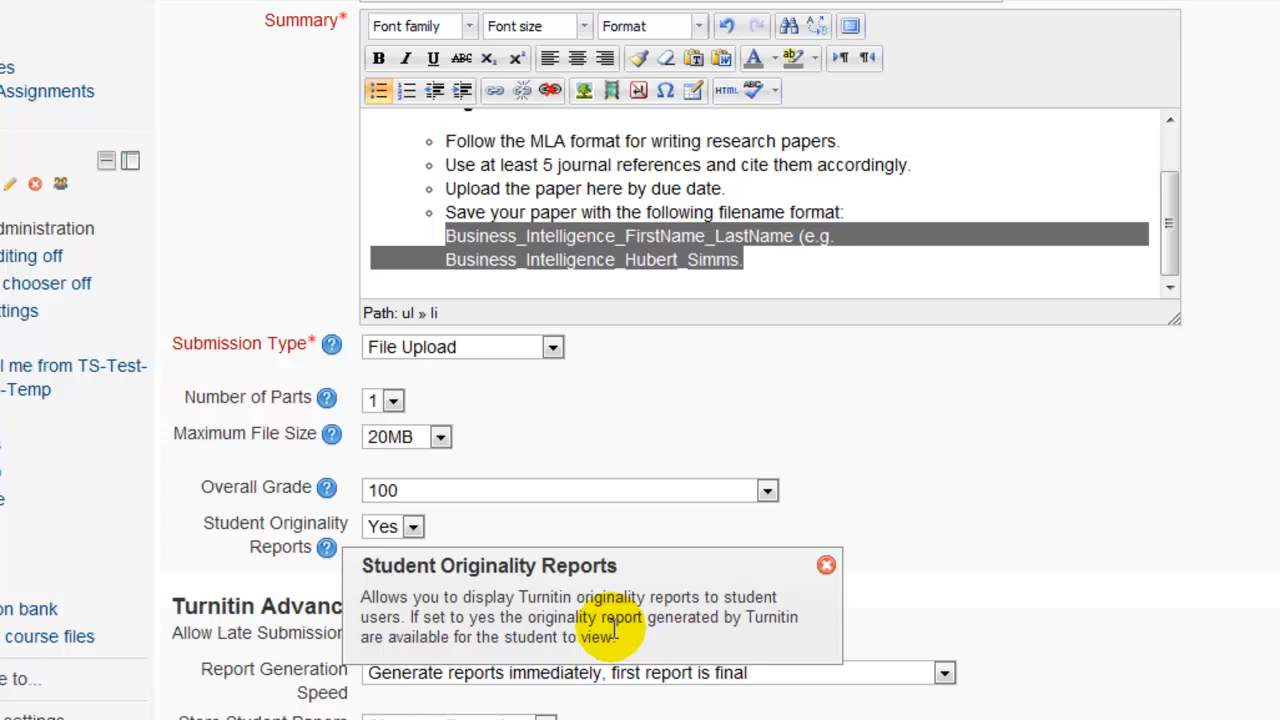 Summary*
Font family
Font size
Format
B I U ABC
HTML ABC
es
Assignments
Follow the MLA format for writing research papers.
Use at least 5 journal references and cite them accordingly.
Upload the paper here by due date.
Save your paper with the following filename format:
Business_Intelligence_FirstName_LastName (e.g.
Business_Intelligence_Hubert_Simms.
dministration
diting off
chooser off
ttings
l me from TS-Test-
-Temp
Path: ul » li
Submission Type*
File Upload
Number of Parts
1
Maximum File Size
20MB
Overall Grade
100
Student Originality
Reports
Yes
Student Originality Reports
Allows you to display Turnitin originality reports to student
users. If set to yes the originality report generated by Turnitin
are available for the student to view.
Turnitin Advanc
Allow Late Submission
Report Generation
Speed
Generate reports immediately, first report is final
on bank
course files
e to...